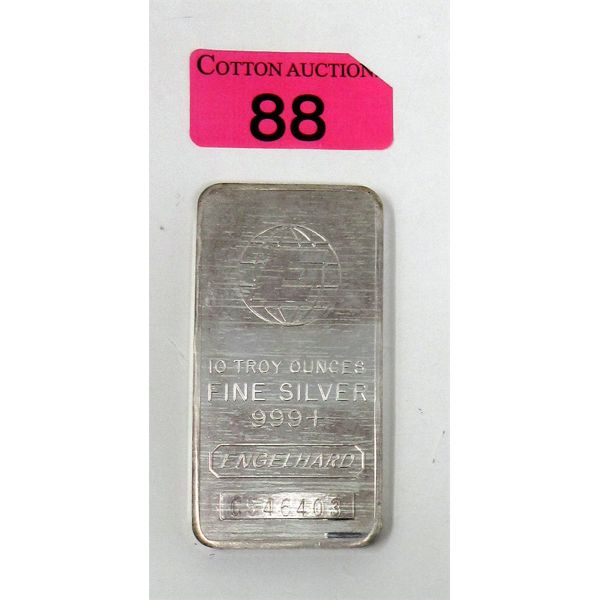 COTTON AUCTION
88
10 TROY OUNCES
FINE SILVER
999+
ENGELHARD